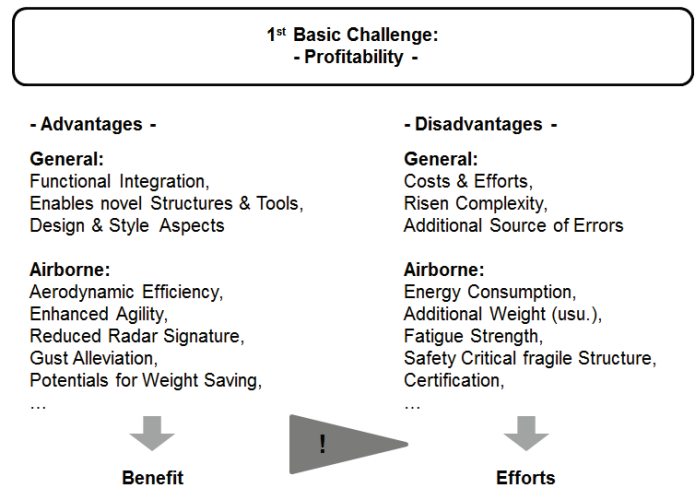 1st Basic Challenge:
- Profitability -
- Advantages -
General:
Functional Integration,
Enables novel Structures & Tools,
Design & Style Aspects
Airborne:
Aerodynamic Efficiency,
Enhanced Agility,
Reduced Radar Signature,
Gust Alleviation,
Potentials for Weight Saving,
...
Benefit
- Disadvantages -
General:
Costs & Efforts,
Risen Complexity,
Additional Source of Errors
Airborne:
Energy Consumption,
Additional Weight (usu.),
Fatigue Strength,
Safety Critical fragile Structure,
Certification,
...
Efforts
!